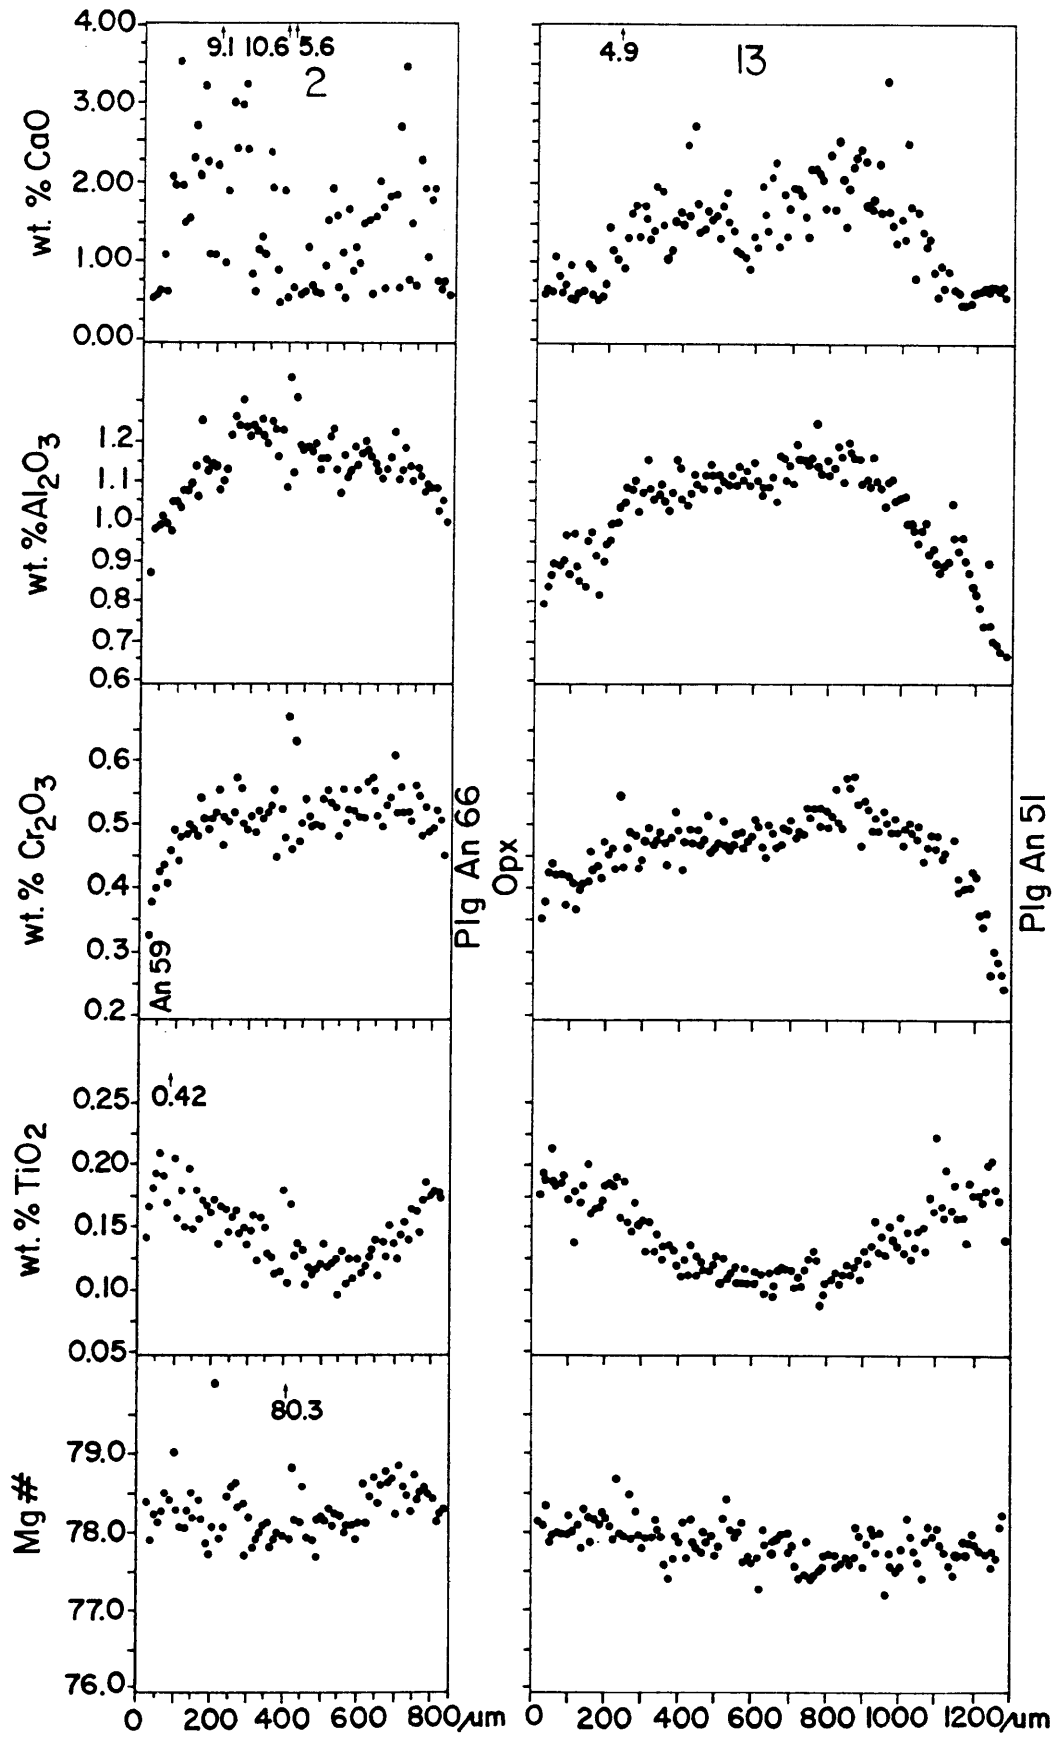 4.00
3.00
2.00
1.00
0.00
wt. % CaO
9.1 10.6 5.6
2
4.9
13
1.2
1.1
1.0
0.9
0.8
0.7
0.6
wt. %Al2O3
0.6
0.5
0.4
0.3
0.2
wt. % Cr2O3
An 59
Plg An 66
Opx
Plg An 51
0.25
0.20
0.15
0.10
0.05
wt. % TiO2
0.42
79.0
78.0
77.0
76.0
Mg#
80.3
0 200 400 600 800/µm
0 200 400 600 800 1000 1200µm